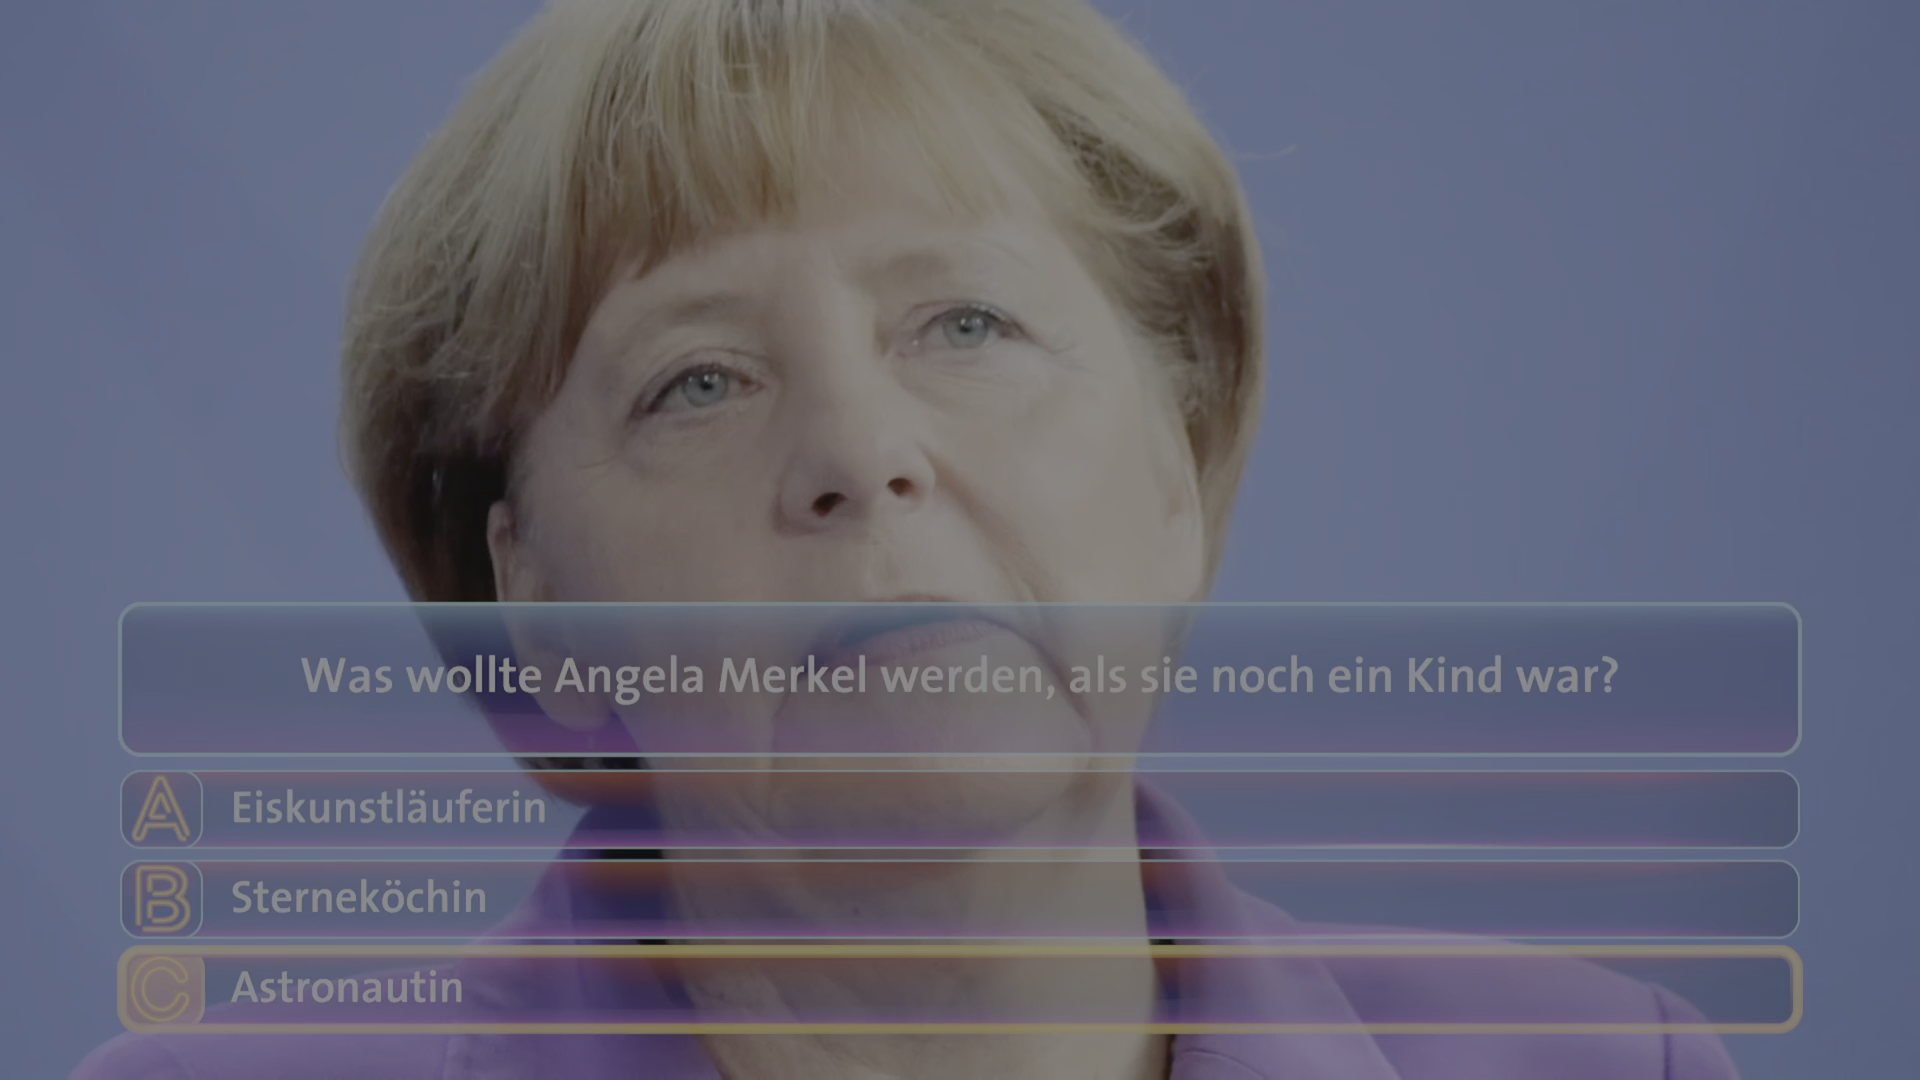 Was wollte Angela Merkel werden, als sie noch ein Kind war?
A Eiskunstläuferin
B Sterneköchin
C Astronautin